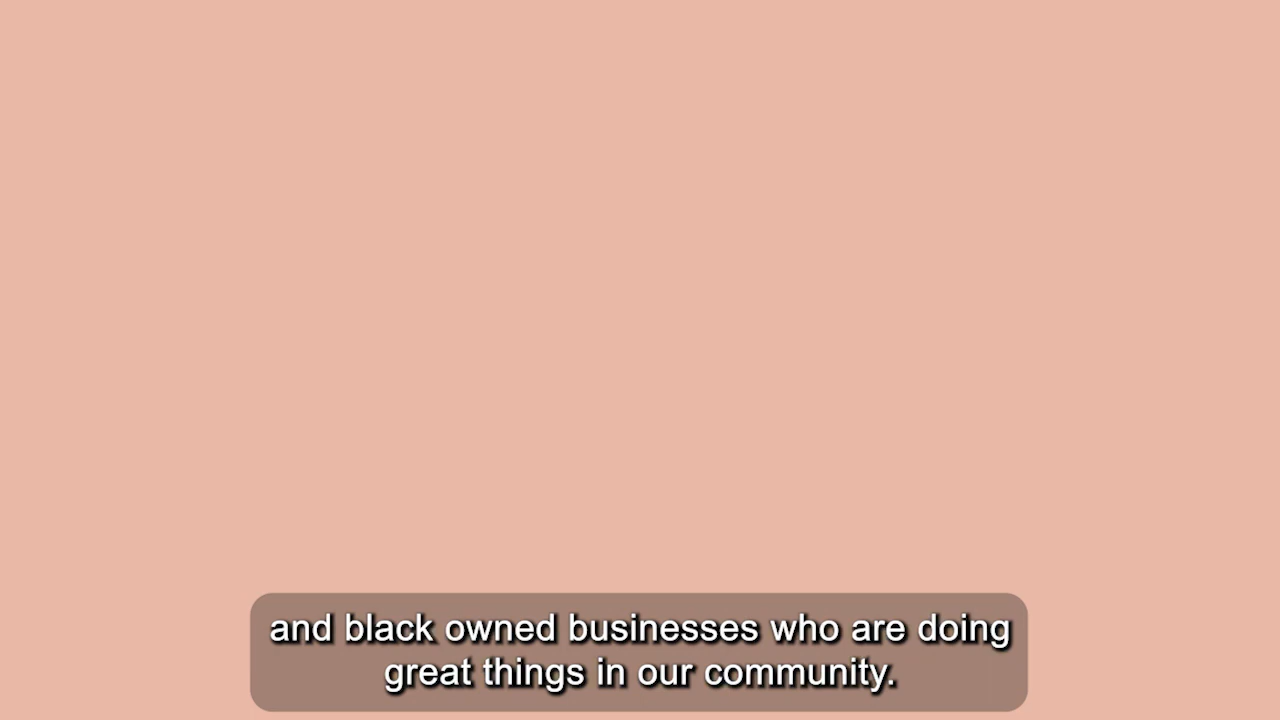 and black owned businesses who are doing
great things in our community.